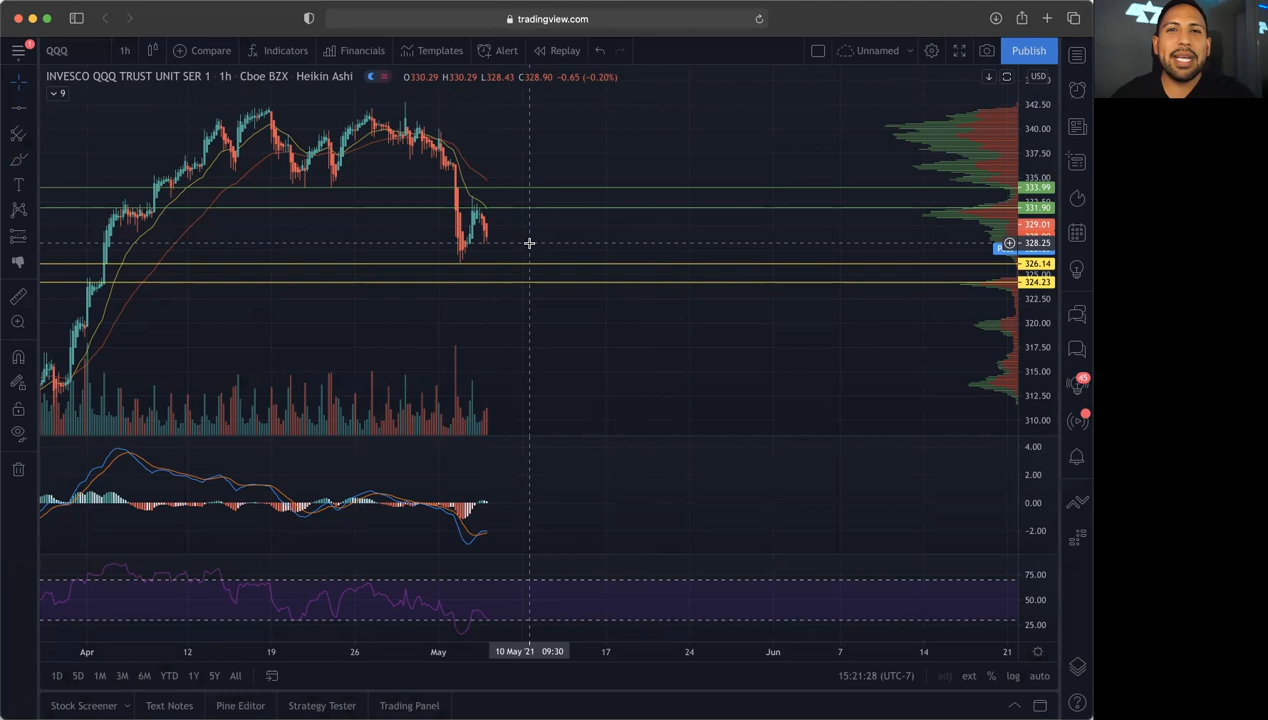 tradingview.com
1
QQQ
1h
Compare
Indicators
Financials
Templates
Alert
Replay
Unnamed
Publish
INVESCO QQQ TRUST UNIT SER 1 · 1h · Cboe BZX · Heikin Ashi
O330.29 H330.29 L328.43 C328.90 -0.65 (-0.20%)
USD
9
342.50
340.00
337.50
335.00
333.99
331.90
329.01
328.25
326.14
324.23
322.50
320.00
317.50
315.00
312.50
310.00
4.00
2.00
0.00
-2.00
75.00
50.00
25.00
45
Apr 12 19 26 May 10 May '21 09:30 17 24 Jun 7 14 21
1D 5D 1M 3M 6M YTD 1Y 5Y All
15:21:28 (UTC-7) adj ext % log auto
Stock Screener Text Notes Pine Editor Strategy Tester Trading Panel